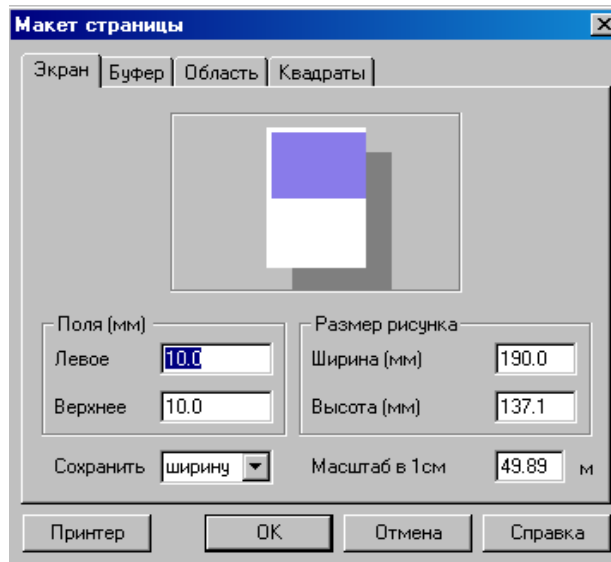 Макет страницы
Экран Буфер Область Квадраты
Поля (мм) Размер рисунка
Левое 10.0 Ширина (мм) 190.0
Верхнее 10.0 Высота (мм) 137.1
Сохранить ширину Масштаб в 1см 49.89 м
Принтер OK Отмена Справка